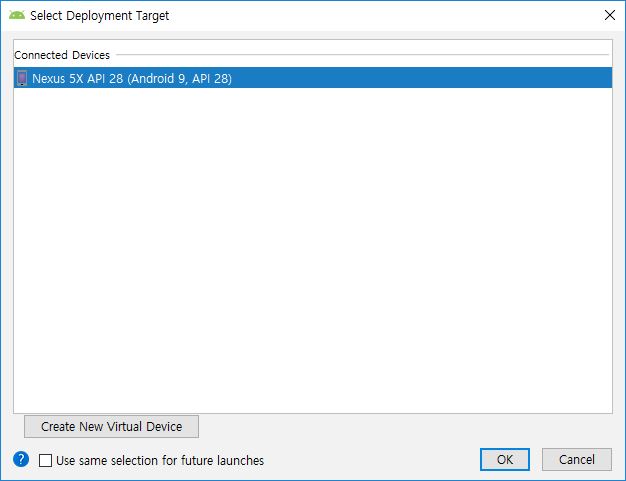 Select Deployment Target
Connected Devices
Nexus 5X API 28 (Android 9, API 28)
Create New Virtual Device
? Use same selection for future launches
OK Cancel